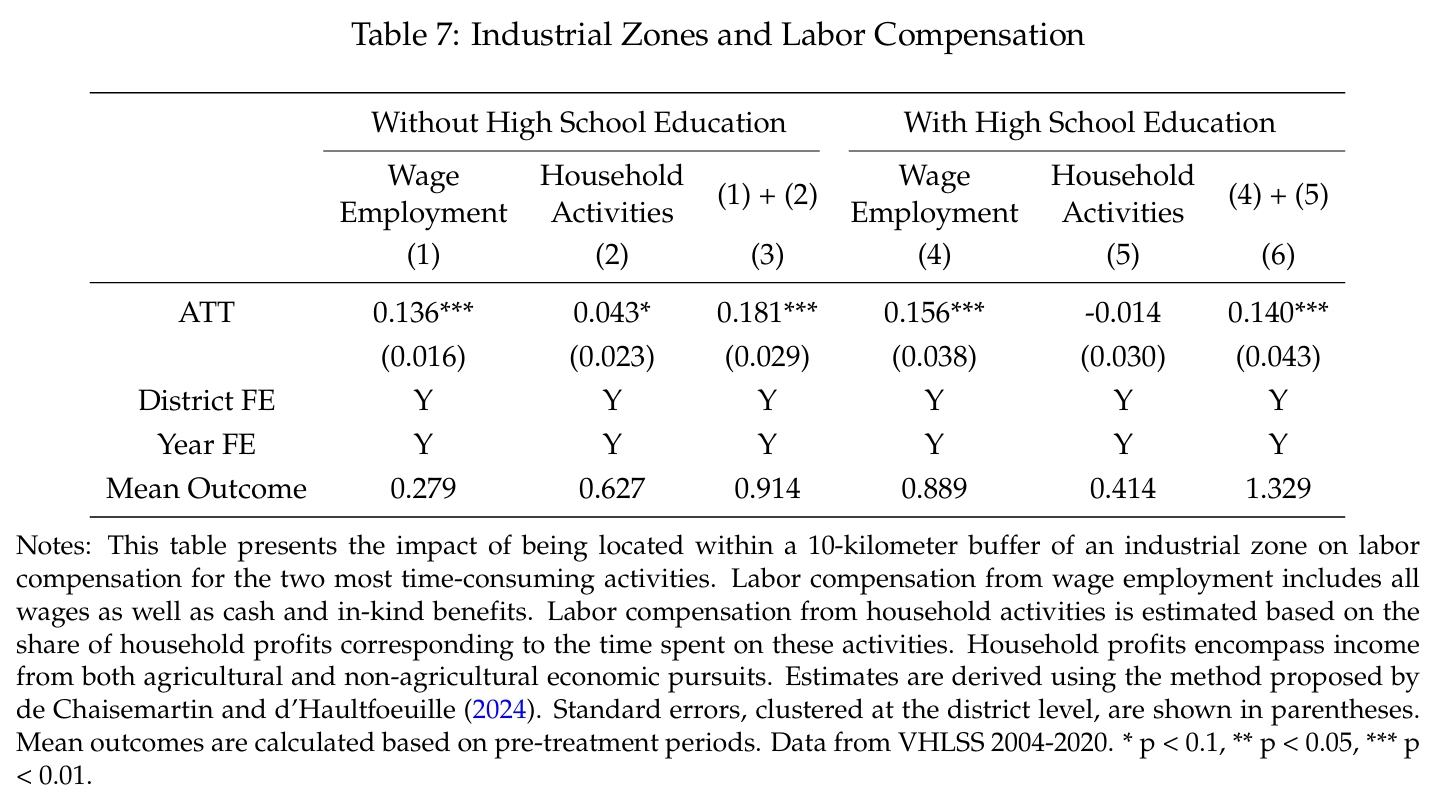 Table 7: Industrial Zones and Labor Compensation
Without High School Education With High School Education
Wage Household Wage Household
Employment Activities (1) + (2) Employment Activities (4) + (5)
(1) (2) (3) (4) (5) (6)
ATT 0.136*** 0.043* 0.181*** 0.156*** -0.014 0.140***
(0.016) (0.023) (0.029) (0.038) (0.030) (0.043)
District FE Y Y Y Y Y Y
Year FE Y Y Y Y Y Y
Mean Outcome 0.279 0.627 0.914 0.889 0.414 1.329
Notes: This table presents the impact of being located within a 10-kilometer buffer of an industrial zone on labor
compensation for the two most time-consuming activities. Labor compensation from wage employment includes all
wages as well as cash and in-kind benefits. Labor compensation from household activities is estimated based on the
share of household profits corresponding to the time spent on these activities. Household profits encompass income
from both agricultural and non-agricultural economic pursuits. Estimates are derived using the method proposed by
de Chaisemartin and d'Haultfoeuille (2024). Standard errors, clustered at the district level, are shown in parentheses.
Mean outcomes are calculated based on pre-treatment periods. Data from VHLSS 2004-2020. * p < 0.1, ** p < 0.05, *** p
< 0.01.